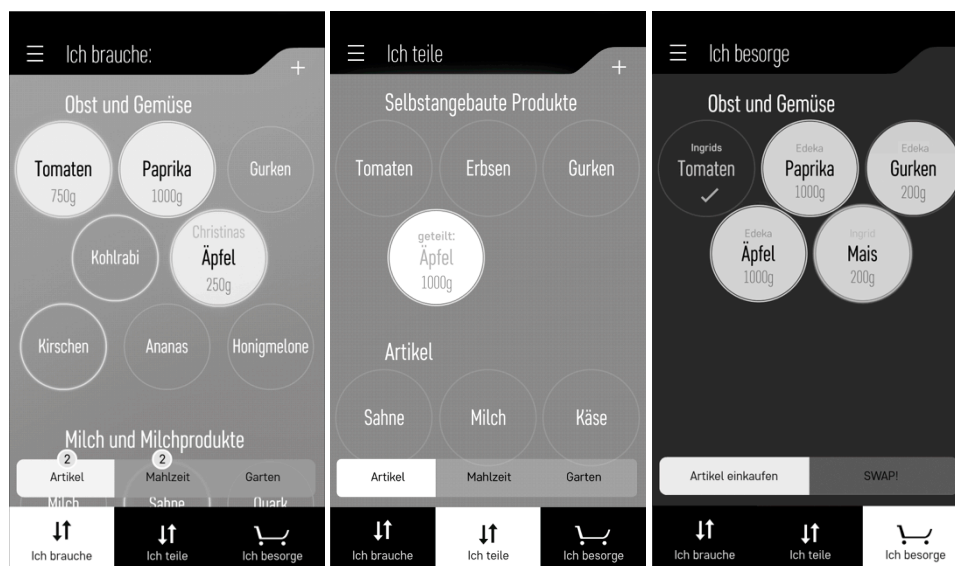 Ich brauche:
+
Obst und Gemüse
Tomaten
750g
Paprika
1000g
Gurken
Kohlrabi
Christinas
Äpfel
250g
Kirschen
Ananas
Honigmelone
Milch und Milchprodukte
2
2
Artikel
Mahlzeit
Garten
Milch
Sahne
Quark
Ich brauche
Ich teile
Ich besorge
Ich teile
+
Selbstangebaute Produkte
Tomaten
Erbsen
Gurken
geteilt:
Äpfel
1000g
Artikel
Sahne
Milch
Käse
Artikel
Mahlzeit
Garten
Ich brauche
Ich teile
Ich besorge
Ich besorge
Obst und Gemüse
Ingrids
Tomaten
Edeka
Paprika
1000g
Edeka
Gurken
200g
Edeka
Äpfel
1000g
Ingrid
Mais
200g
Artikel einkaufen
SWAP!
Ich brauche
Ich teile
Ich besorge